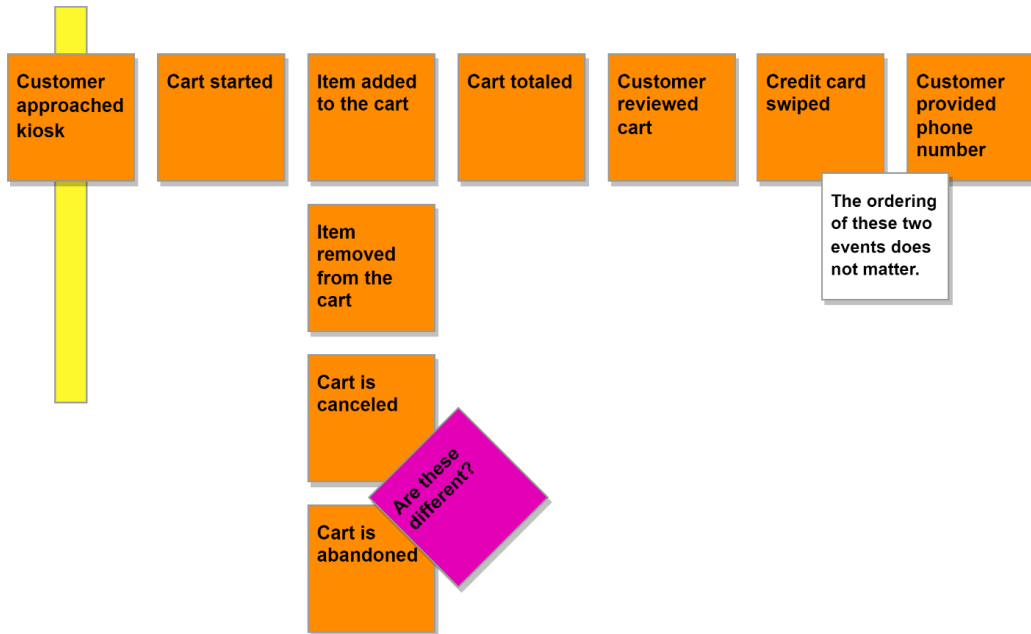 Customer
approached
kiosk
Cart started
Item added
to the cart
Cart totaled
Customer
reviewed
cart
Credit card
swiped
Customer
provided
phone
number
The ordering
of these two
events does
not matter.
Item
removed
from the
cart
Cart is
canceled
Are these
different?
Cart is
abandoned